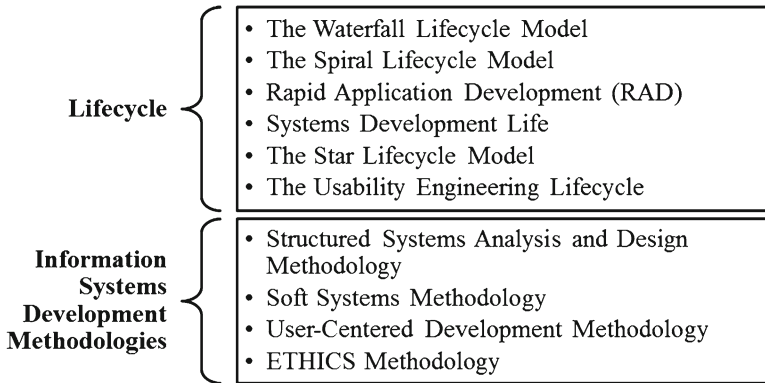 Lifecycle
• The Waterfall Lifecycle Model
• The Spiral Lifecycle Model
• Rapid Application Development (RAD)
• Systems Development Life
• The Star Lifecycle Model
• The Usability Engineering Lifecycle
Information
Systems
Development
Methodologies
• Structured Systems Analysis and Design
Methodology
• Soft Systems Methodology
• User-Centered Development Methodology
• ETHICS Methodology